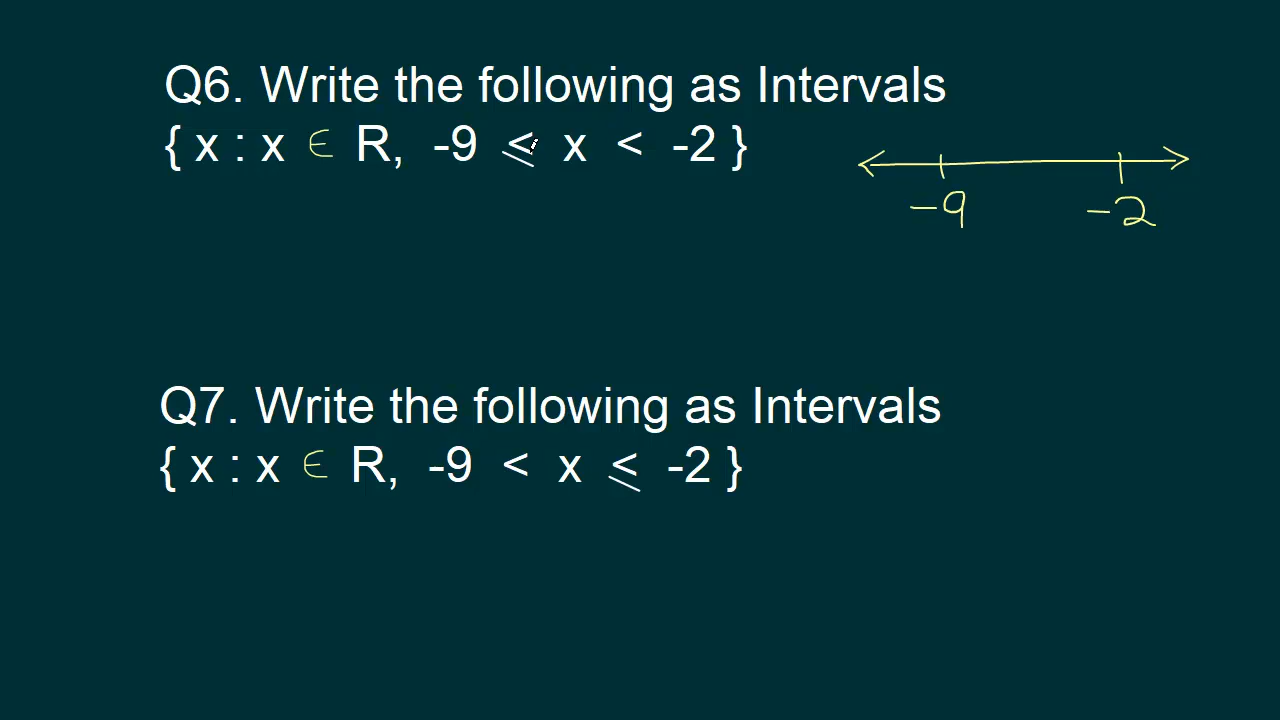 Q6. Write the following as Intervals
{ x : x ∈ R, -9 ≤ x < -2 }
-9 -2
Q7. Write the following as Intervals
{ x : x ∈ R, -9 < x ≤ -2 }